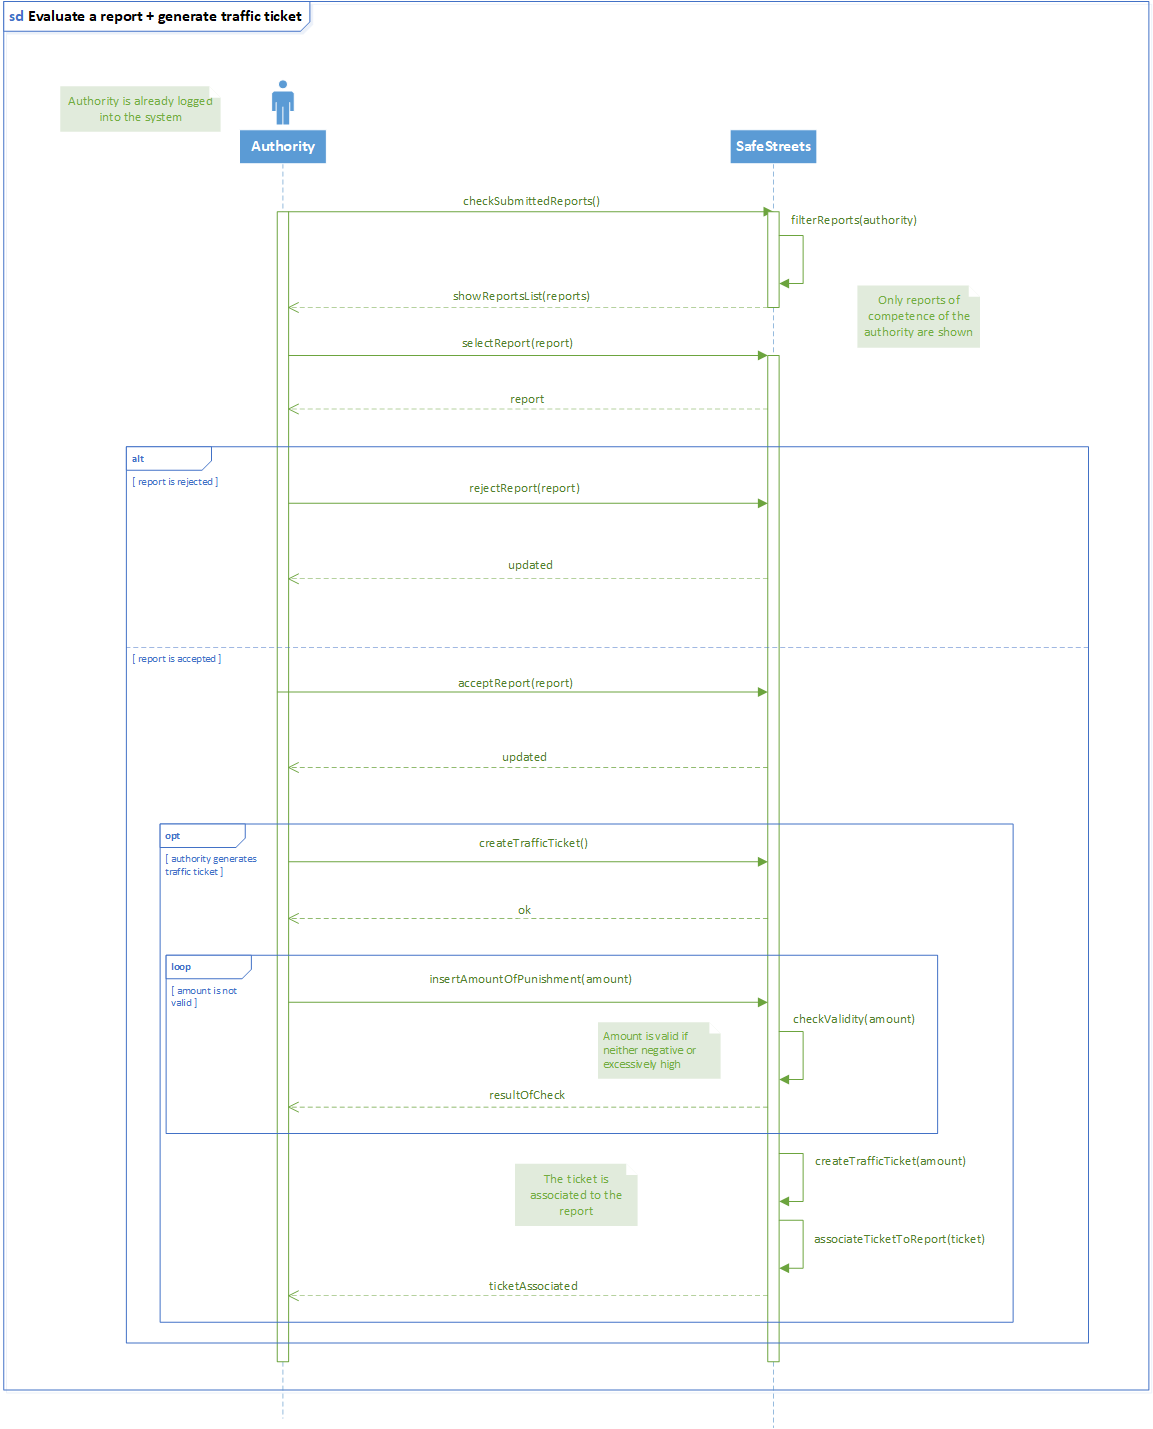 sd Evaluate a report + generate traffic ticket
Authority is already logged
into the system
Authority
SafeStreets
checkSubmittedReports()
filterReports(authority)
showReportsList(reports)
Only reports of
competence of the
authority are shown
selectReport(report)
report
alt
[ report is rejected ]
rejectReport(report)
updated
[ report is accepted ]
acceptReport(report)
updated
opt
[ authority generates
traffic ticket ]
createTrafficTicket()
ok
loop
[ amount is not
valid ]
insertAmountOfPunishment(amount)
checkValidity(amount)
Amount is valid if
neither negative or
excessively high
resultOfCheck
createTrafficTicket(amount)
The ticket is
associated to the
report
associateTicketToReport(ticket)
ticketAssociated